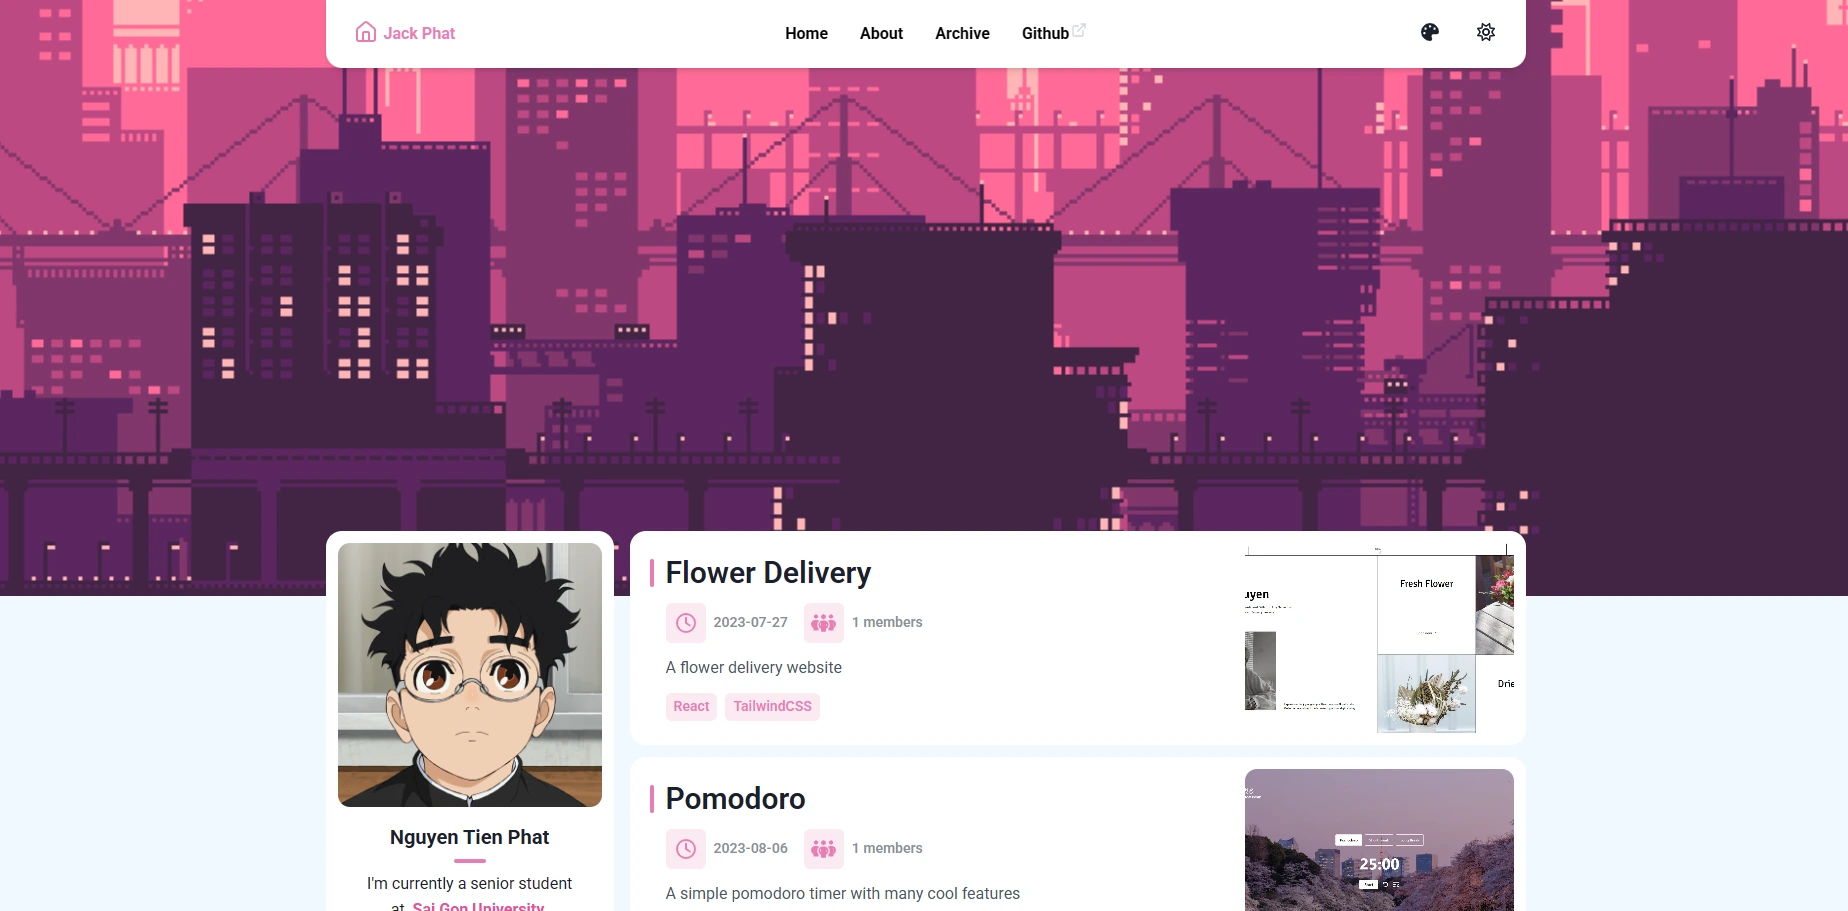 Jack Phat
Home
About
Archive
Github
Flower Delivery
2023-07-27
1 members
A flower delivery website
React
TailwindCSS
uyen
Fresh Flower
Drie
Pomodoro
2023-08-06
1 members
A simple pomodoro timer with many cool features
25:00
Nguyen Tien Phat
I'm currently a senior student
at Sai Gon University